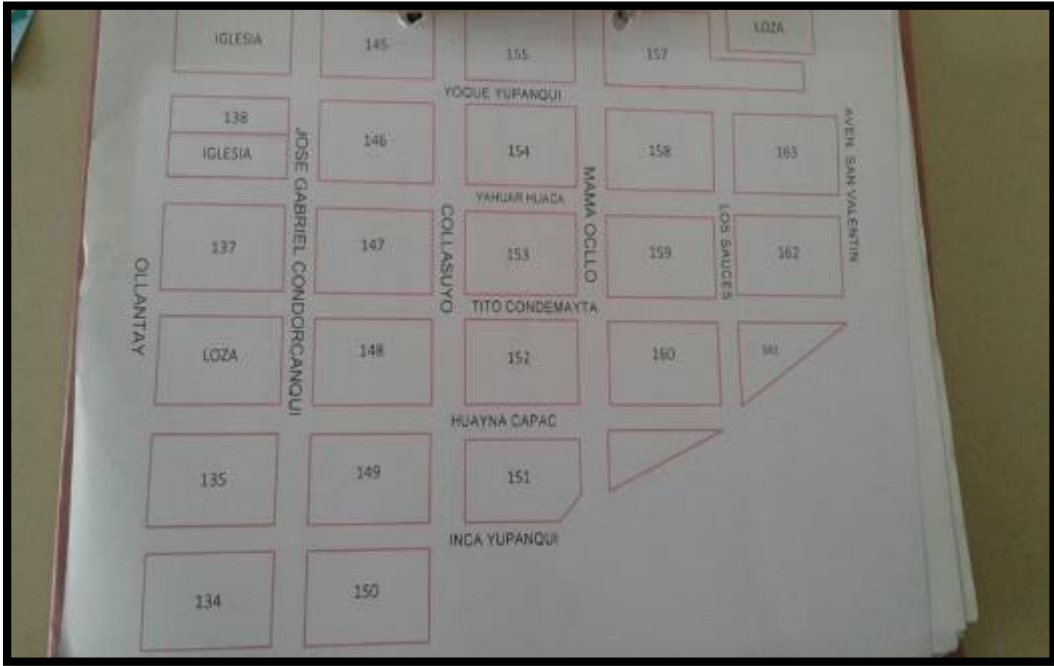 IGLESIA
145
155
157
LOZA
YOQUE YUPANQUI
138
IGLESIA
146
154
158
163
AVEN. SAN VALENTIN
JOSE GABRIEL CONDORCANQUI
YAHUAR HUACA
MAMA OCLLO
137
147
COLLASUYO
153
159
LOS SAUCES
162
OLLANTAY
TITO CONDEMAYTA
LOZA
148
152
160
HUAYNA CAPAC
135
149
151
INCA YUPANQUI
134
150